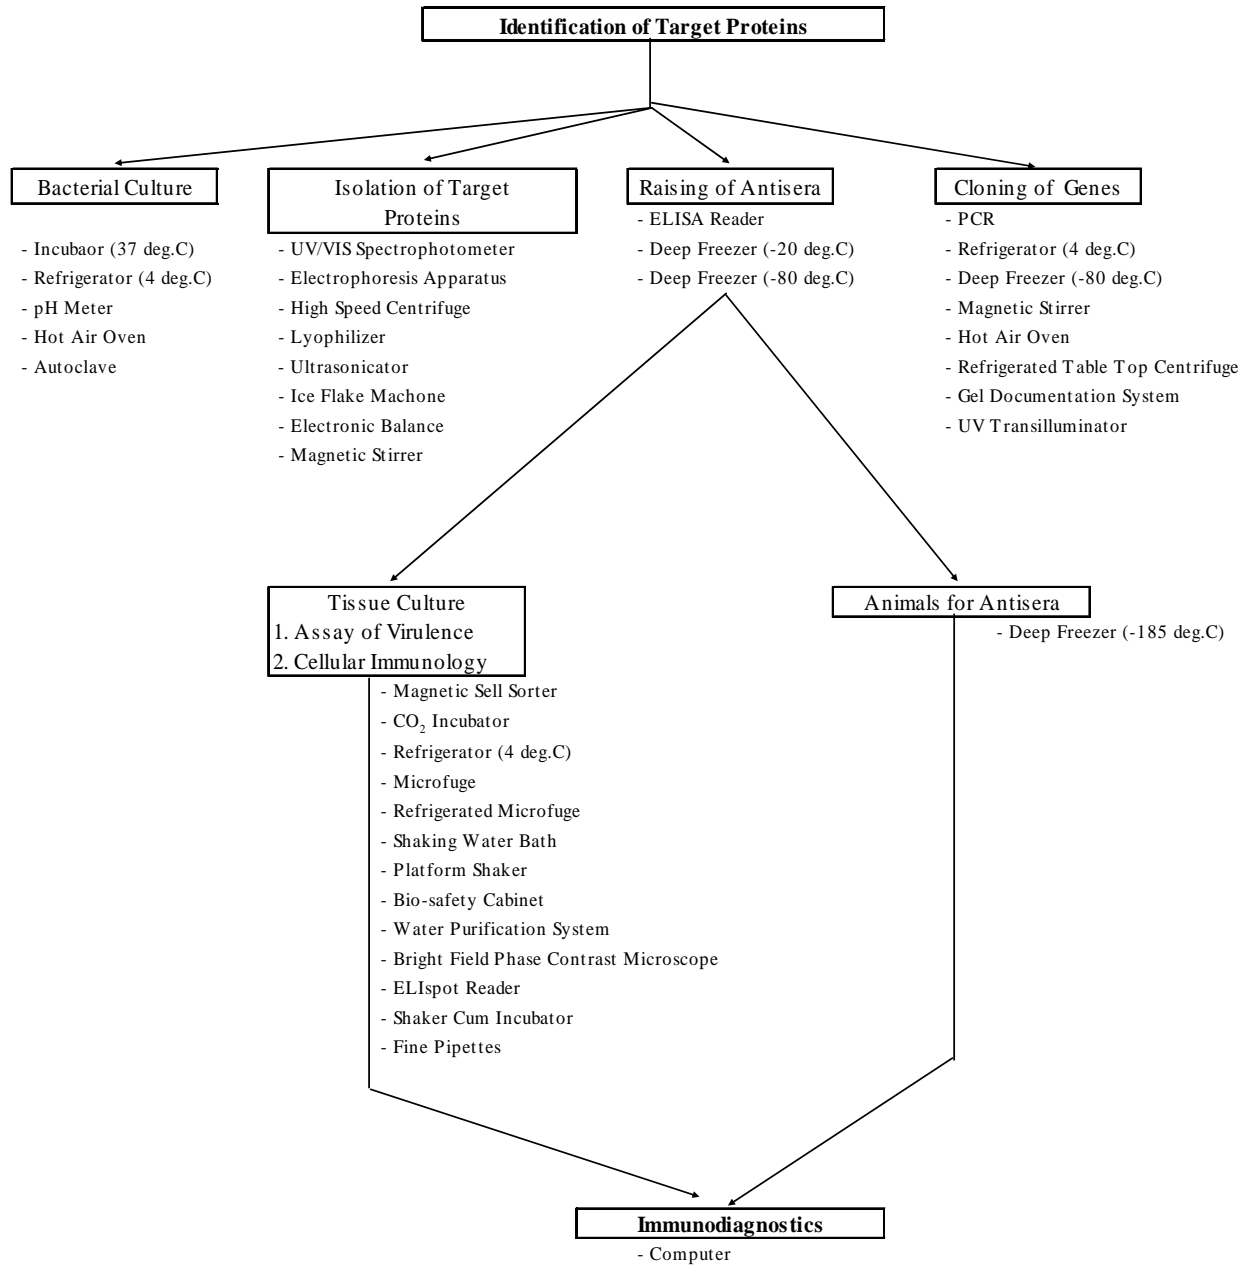 Identification of Target Proteins
Bacterial Culture
- Incubaor (37 deg.C)
- Refrigerator (4 deg.C)
- pH Meter
- Hot Air Oven
- Autoclave
Isolation of Target
Proteins
- UV/VIS Spectrophotometer
- Electrophoresis Apparatus
- High Speed Centrifuge
- Lyophilizer
- Ultrasonicator
- Ice Flake Machone
- Electronic Balance
- Magnetic Stirrer
Raising of Antisera
- ELISA Reader
- Deep Freezer (-20 deg.C)
- Deep Freezer (-80 deg.C)
Cloning of Genes
- PCR
- Refrigerator (4 deg.C)
- Deep Freezer (-80 deg.C)
- Magnetic Stirrer
- Hot Air Oven
- Refrigerated Table Top Centrifuge
- Gel Documentation System
- UV Transilluminator
Tissue Culture
1. Assay of Virulence
2. Cellular Immunology
- Magnetic Sell Sorter
- CO₂ Incubator
- Refrigerator (4 deg.C)
- Microfuge
- Refrigerated Microfuge
- Shaking Water Bath
- Platform Shaker
- Bio-safety Cabinet
- Water Purification System
- Bright Field Phase Contrast Microscope
- ELIspot Reader
- Shaker Cum Incubator
- Fine Pipettes
Animals for Antisera
- Deep Freezer (-185 deg.C)
Immunodiagnostics
- Computer